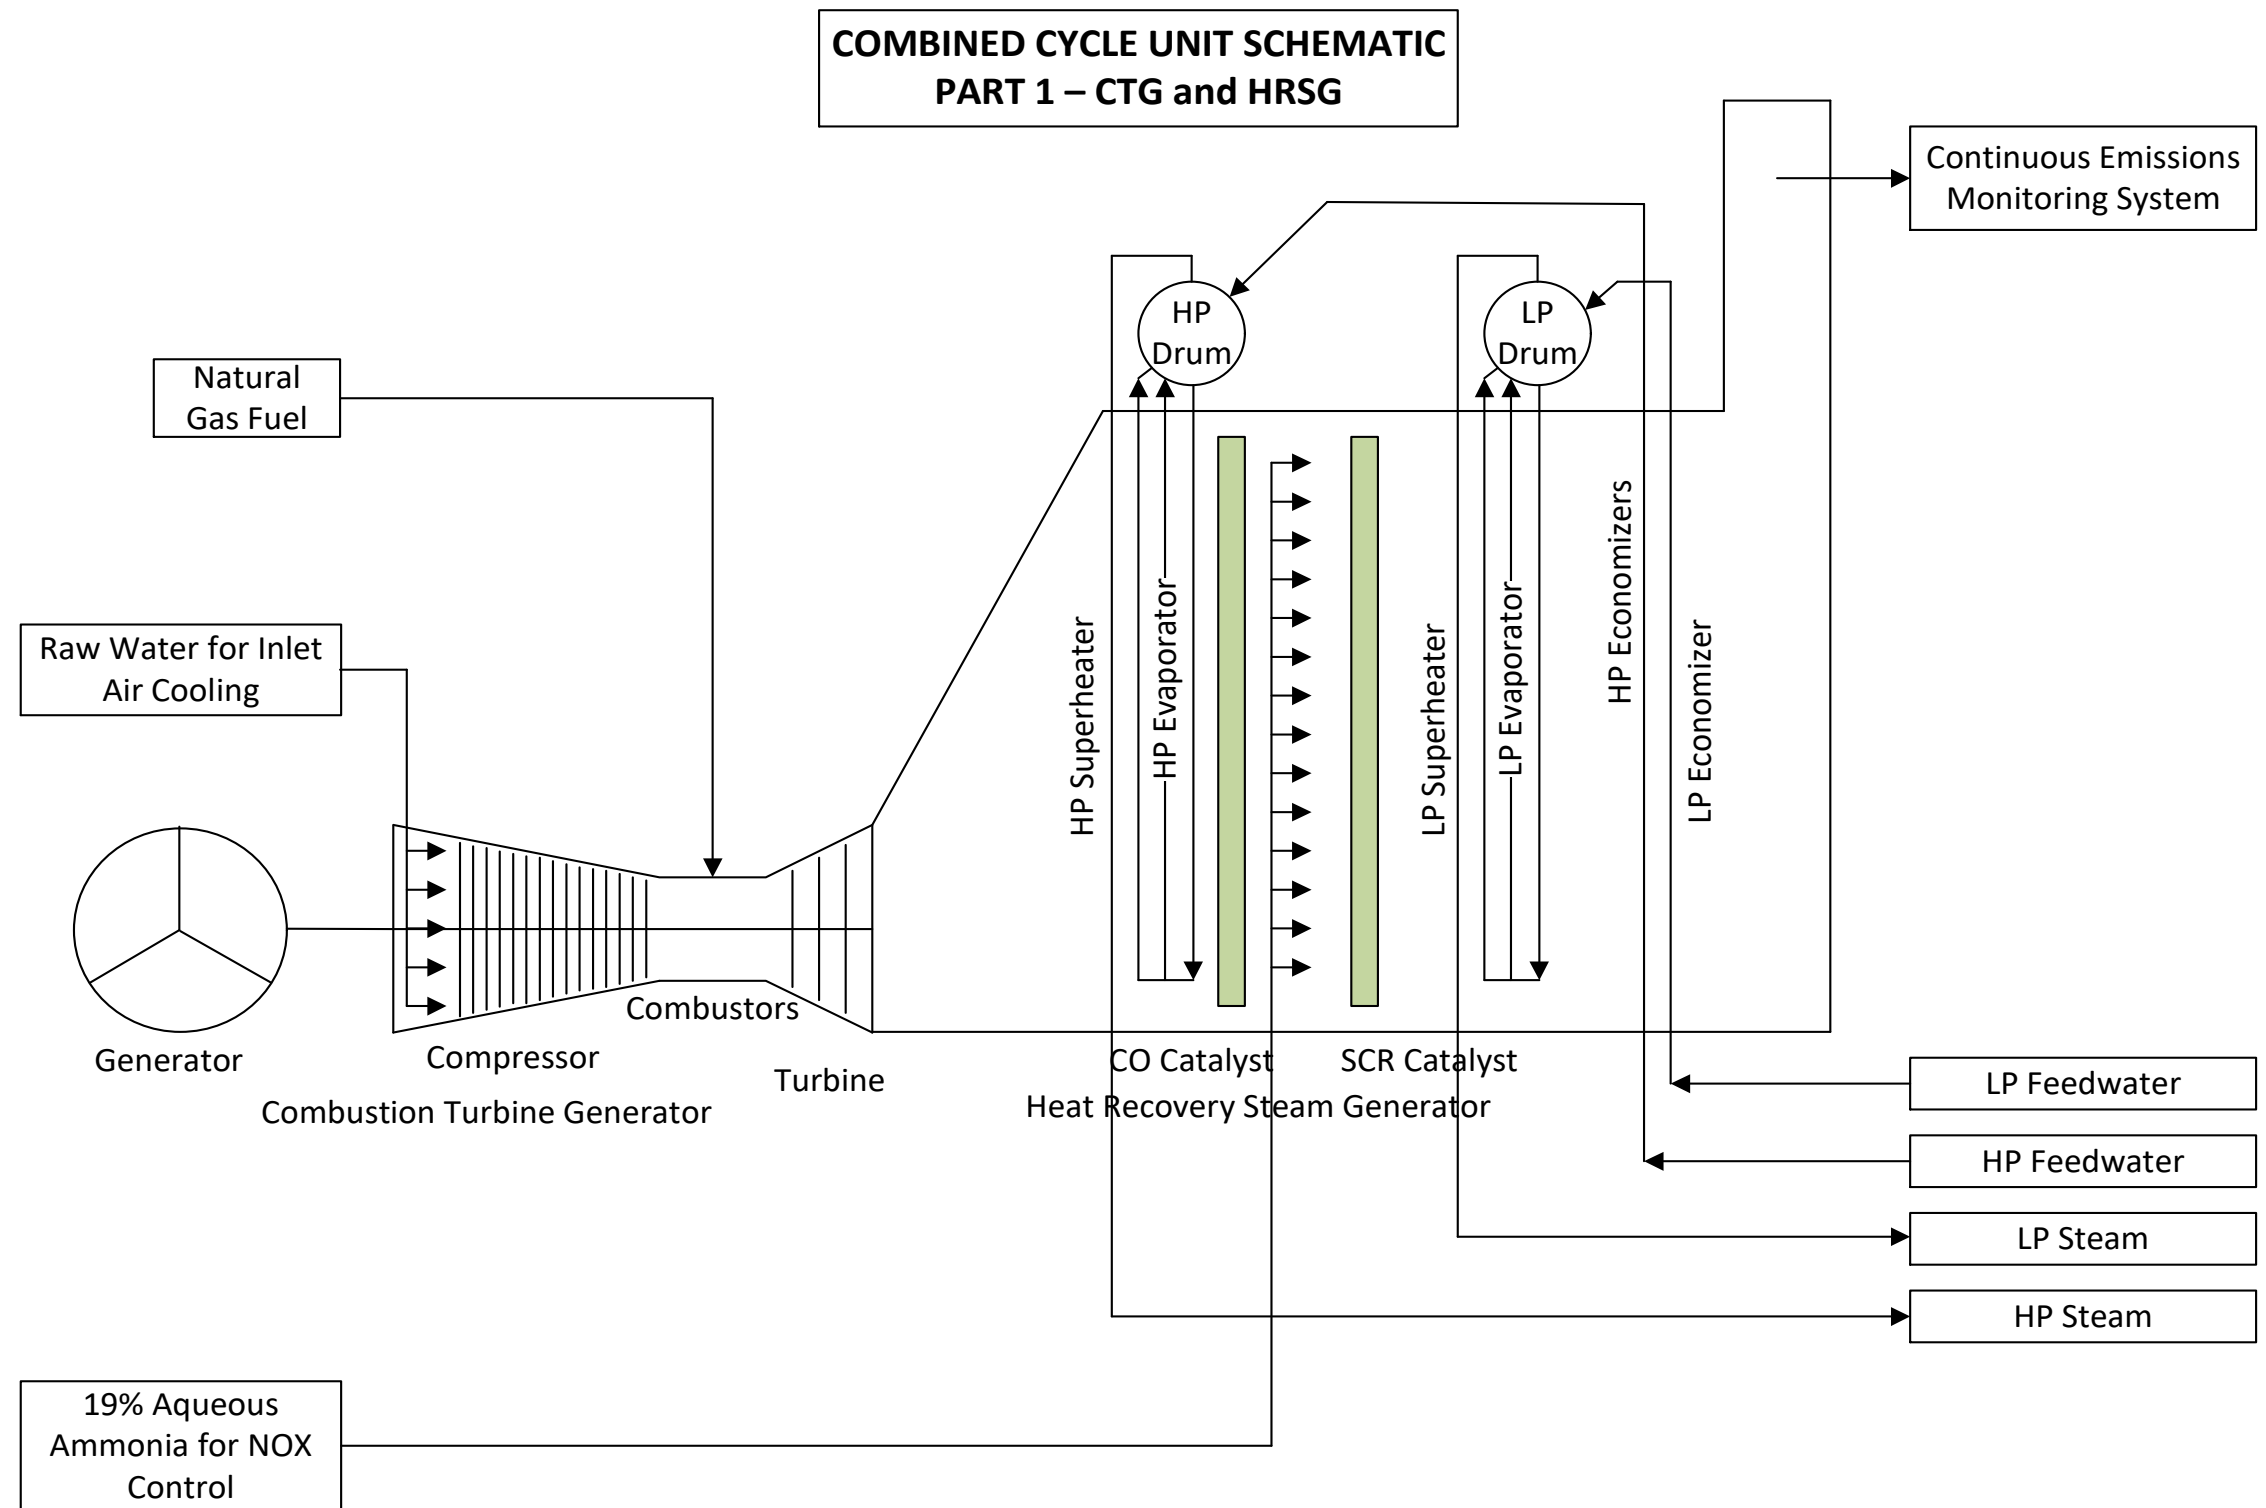 COMBINED CYCLE UNIT SCHEMATIC
PART 1 – CTG and HRSG
Continuous Emissions
Monitoring System
HP
Drum
LP
Drum
Natural
Gas Fuel
HP Economizers
Raw Water for Inlet
Air Cooling
HP Superheater
HP Evaporator
LP Superheater
LP Evaporator
LP Economizer
Combustors
Generator
Compressor
Turbine
Combustion Turbine Generator
CO Catalyst
SCR Catalyst
Heat Recovery Steam Generator
LP Feedwater
HP Feedwater
LP Steam
HP Steam
19% Aqueous
Ammonia for NOX
Control